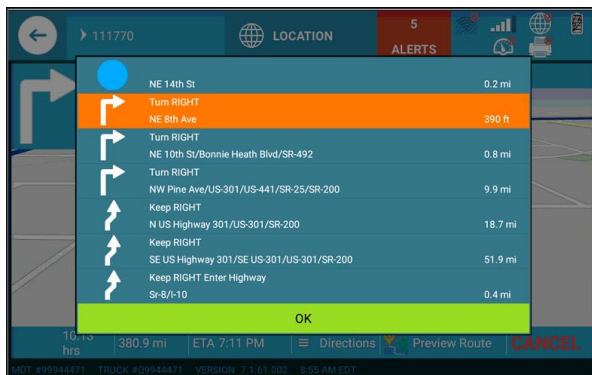 111770
LOCATION
5
ALERTS
NE 14th St 0.2 mi
Turn RIGHT
NE 8th Ave 390 ft
Turn RIGHT
NE 10th St/Bonnie Heath Blvd/SR-492 0.8 mi
Turn RIGHT
NW Pine Ave/US-301/US-441/SR-25/SR-200 9.9 mi
Keep RIGHT
N US Highway 301/US-301/SR-200 18.7 mi
Keep RIGHT
SE US Highway 301/SE US-301/US-301/SR-200 51.9 mi
Keep RIGHT Enter Highway
Sr-8/I-10 0.4 mi
OK
10.13
hrs
380.9 mi ETA 7:11 PM Directions Preview Route CANCEL
MDT #99944471 TRUCK #Q9944471 VERSION 7.1.61.002 8:55 AM EDT